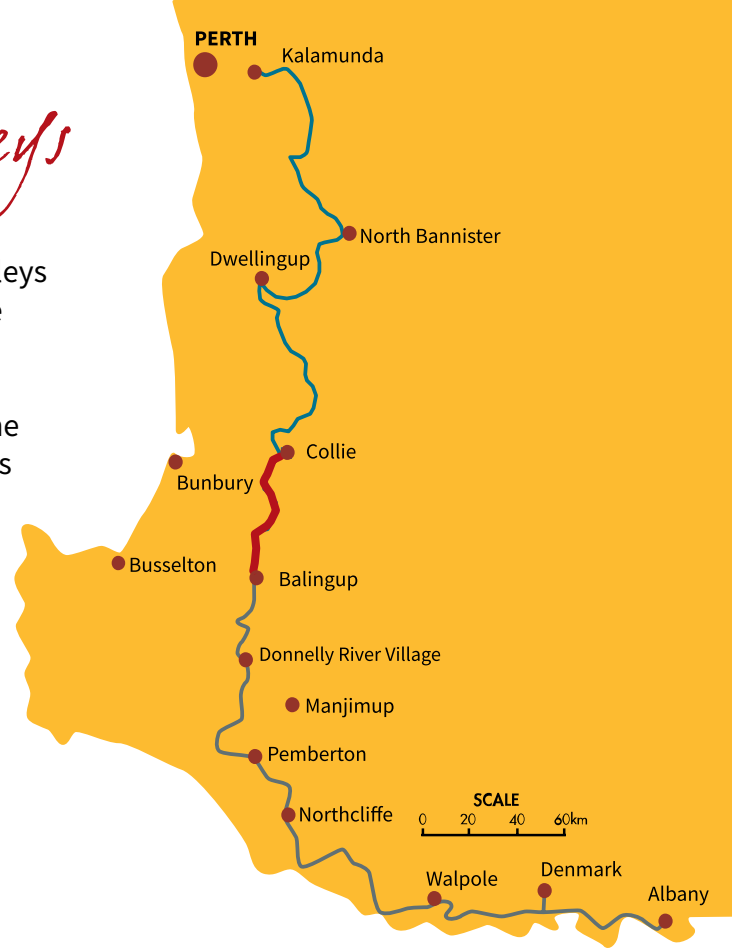 PERTH
Kalamunda
North Bannister
Dwellingup
Collie
Bunbury
Busselton
Balingup
Donnelly River Village
Manjimup
Pemberton
Northcliffe
SCALE
0 20 40 60km
Walpole
Denmark
Albany